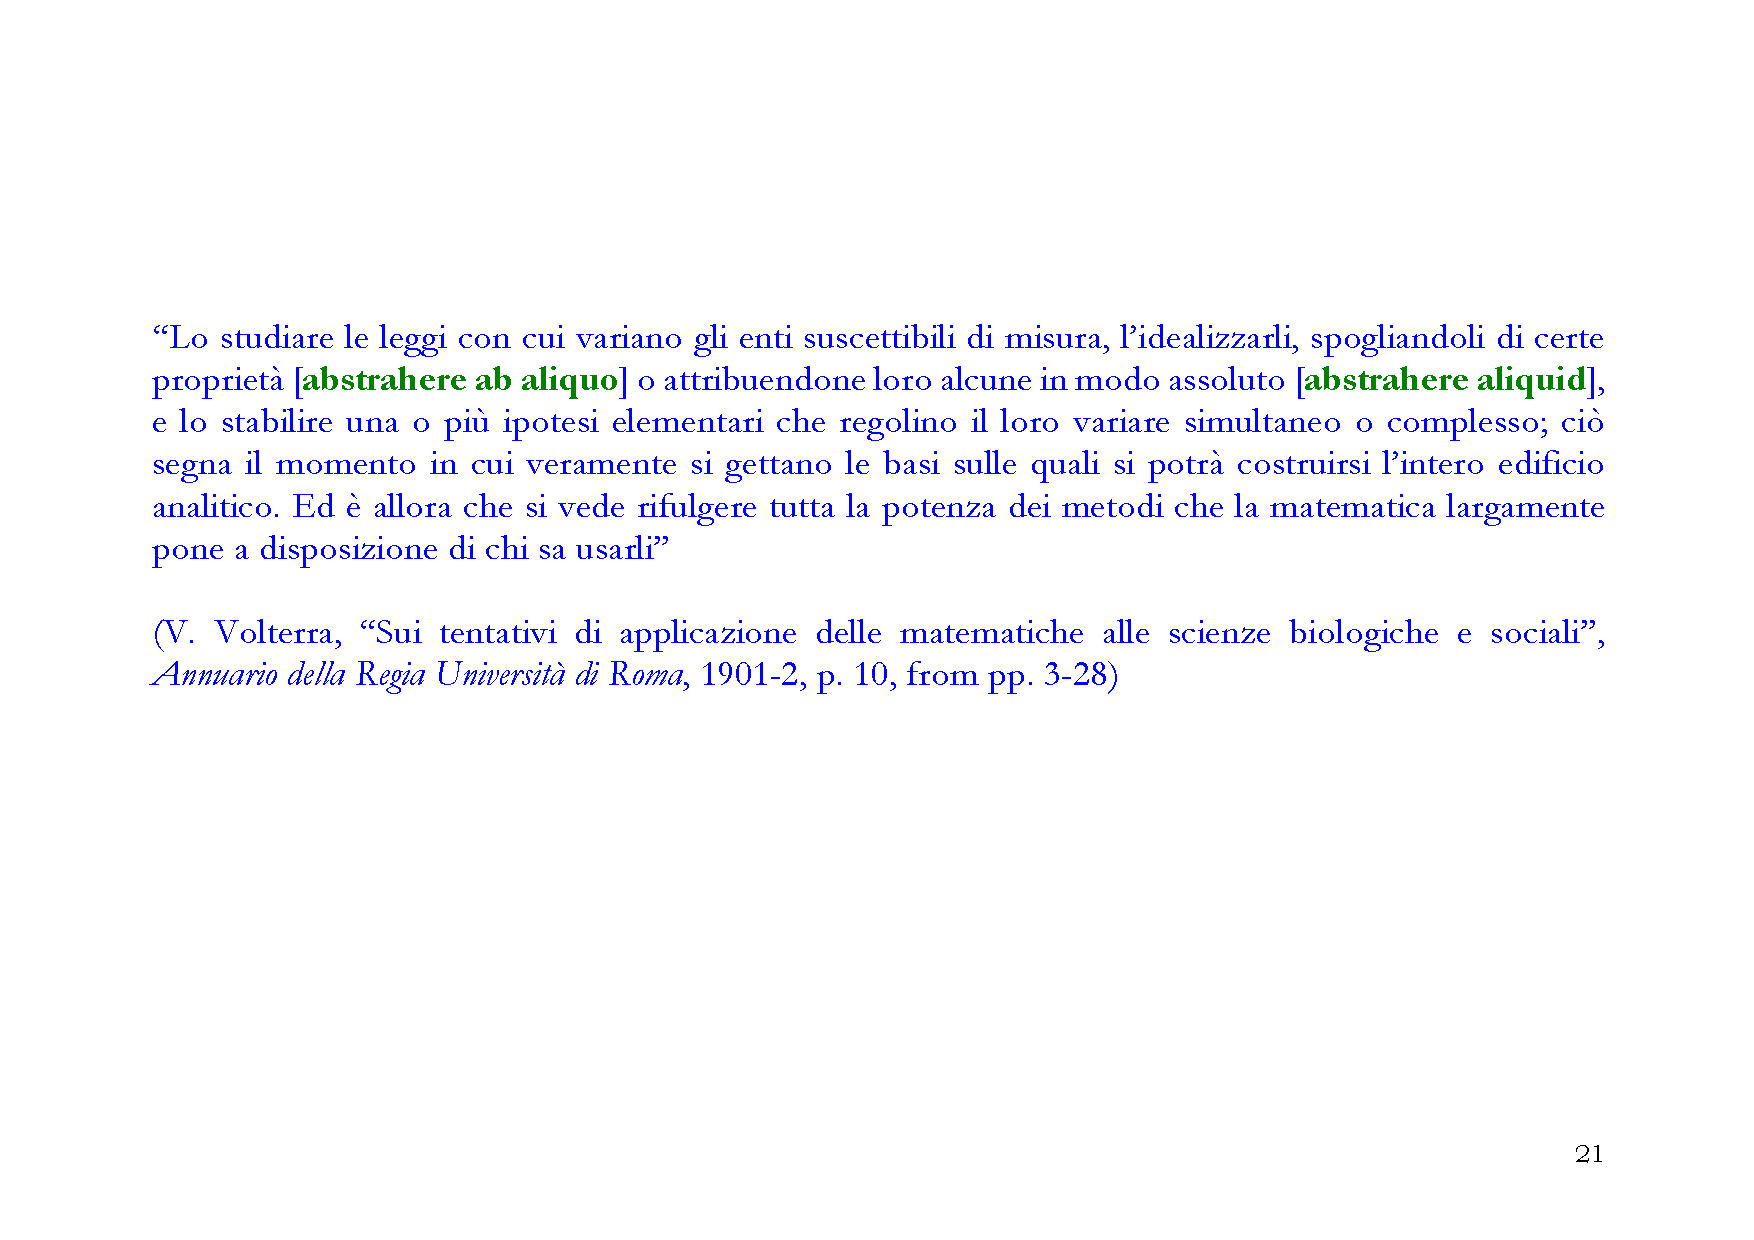 “Lo studiare le leggi con cui variano gli enti suscettibili di misura, l’idealizzarli, spogliandoli di certe
proprietà [abstrahere ab aliquo] o attribuendone loro alcune in modo assoluto [abstrahere aliquid],
e lo stabilire una o più ipotesi elementari che regolino il loro variare simultaneo o complesso; ciò
segna il momento in cui veramente si gettano le basi sulle quali si potrà costruirsi l’intero edificio
analitico. Ed è allora che si vede rifulgere tutta la potenza dei metodi che la matematica largamente
pone a disposizione di chi sa usarli”
(V. Volterra, “Sui tentativi di applicazione delle matematiche alle scienze biologiche e sociali”,
Annuario della Regia Università di Roma, 1901-2, p. 10, from pp. 3-28)
21